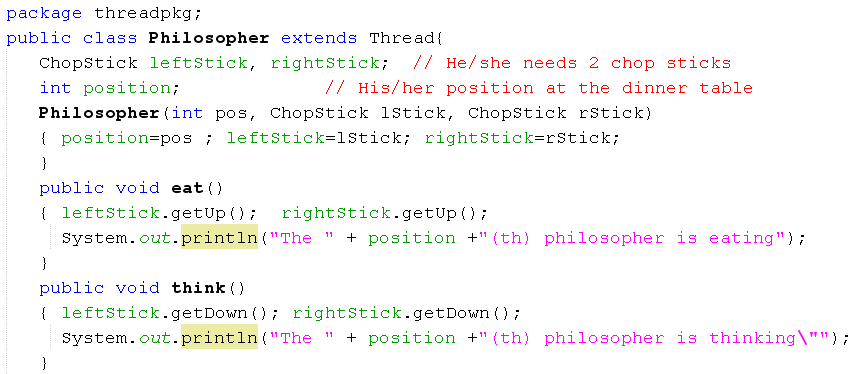 package threadpkg;
public class Philosopher extends Thread{
ChopStick leftStick, rightStick;  // He/she needs 2 chop sticks
int position;             // His/her position at the dinner table
Philosopher(int pos, ChopStick lStick, ChopStick rStick)
{ position=pos ; leftStick=lStick; rightStick=rStick;
}
public void eat()
{ leftStick.getUp();  rightStick.getUp();
System.out.println("The " + position +"(th) philosopher is eating");
}
public void think()
{ leftStick.getDown(); rightStick.getDown();
System.out.println("The " + position +"(th) philosopher is thinking\"");
}